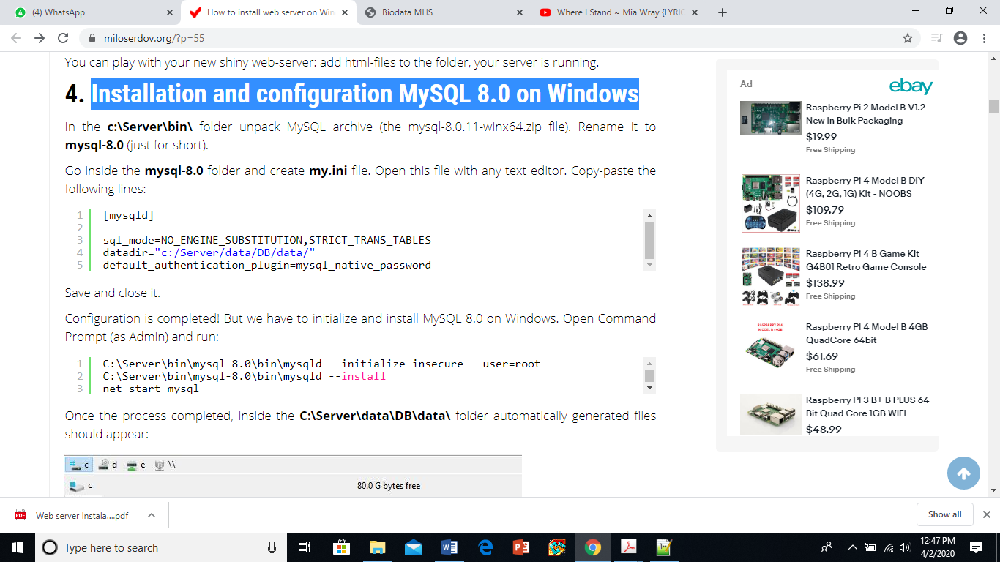 (4) WhatsApp
How to install web server on Win
Biodata MHS
Where I Stand ~ Mia Wray {LYRIC
miloserdov.org/?p=55
You can play with your new shiny web-server: add html-files to the folder, your server is running.
4. Installation and configuration MySQL 8.0 on Windows
In the c:\Server\bin\ folder unpack MySQL archive (the mysql-8.0.11-winx64.zip file). Rename it to
mysql-8.0 (just for short).
Go inside the mysql-8.0 folder and create my.ini file. Open this file with any text editor. Copy-paste the
following lines:
1 [mysqld]
2
3 sql_mode=NO_ENGINE_SUBSTITUTION,STRICT_TRANS_TABLES
4 datadir="c:/Server/data/DB/data/"
5 default_authentication_plugin=mysql_native_password
Save and close it.
Configuration is completed! But we have to initialize and install MySQL 8.0 on Windows. Open Command
Prompt (as Admin) and run:
1 C:\Server\bin\mysql-8.0\bin\mysqld --initialize-insecure --user=root
2 C:\Server\bin\mysql-8.0\bin\mysqld --install
3 net start mysql
Once the process completed, inside the C:\Server\data\DB\data\ folder automatically generated files
should appear:
c d e \\
c 80.0 G bytes free
Ad
ebay
Raspberry Pi 2 Model B V1.2
New In Bulk Packaging
$19.99
Free Shipping
Raspberry Pi 4 Model B DIY
(4G, 2G, 1G) Kit - NOOBS
$109.79
Free Shipping
Raspberry Pi 4 B Game Kit
G4B01 Retro Game Console
$138.99
Free Shipping
RASPBERRY PI 4
MODEL B - 4GB
Raspberry PI 4 Model B 4GB
QuadCore 64bit
$61.69
Free Shipping
Raspberry PI 3 B+ B PLUS 64
Bit Quad Core 1GB WIFI
$48.99
PDF
Web server Instala....pdf
Show all
Type here to search
12:47 PM
4/2/2020